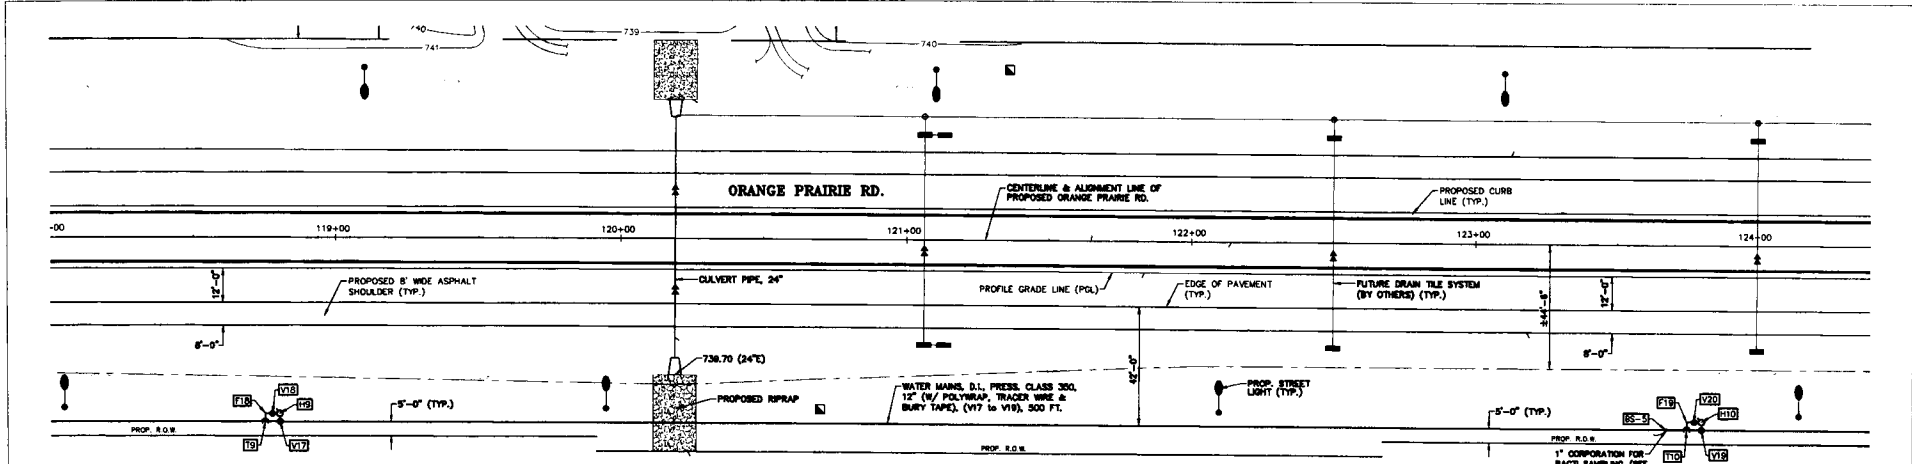 740
741
739
740
ORANGE PRAIRIE RD.
CENTERLINE & ALIGNMENT LINE OF
PROPOSED ORANGE PRAIRIE RD.
PROPOSED CURB
LINE (TYP.)
-00
119+00
120+00
121+00
122+00
123+00
124+00
12'-0"
PROPOSED 8' WIDE ASPHALT
SHOULDER (TYP.)
CULVERT PIPE, 24"
PROFILE GRADE LINE (PGL)
EDGE OF PAVEMENT
(TYP.)
FUTURE DRAIN TILE SYSTEM
(BY OTHERS) (TYP.)
±44'-6"
12'-0"
8'-0"
8'-0"
739.70 (24"E)
42'-0"
PROPOSED RIPRAP
WATER MAINS, D.I., PRESS. CLASS 350,
12" (W/ POLYWRAP, TRACER WIRE &
BURY TAPE), (V17 to V19), 500 FT.
PROP. STREET
LIGHT (TYP.)
F18
V18
H9
5'-0" (TYP.)
T9
V17
PROP. R.O.W.
PROP. R.O.W.
5'-0" (TYP.)
BS-5
F19
V20
H10
T10
V19
PROP. R.O.W.
1" CORPORATION FOR
BACTI SAMPLING (SEE